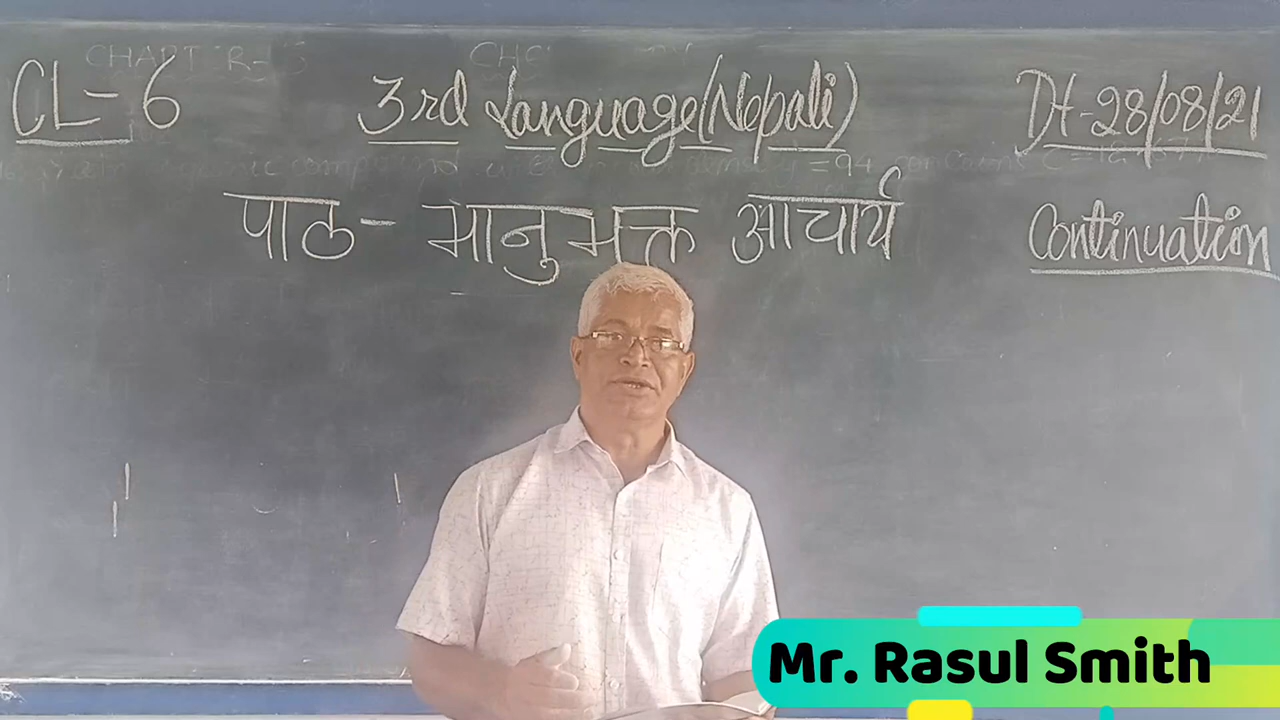 CL-6
3rd Language (Nepali)
Dt-28/08/21
पाठ- भानुभक्त आचार्य
Continuation
Mr. Rasul Smith